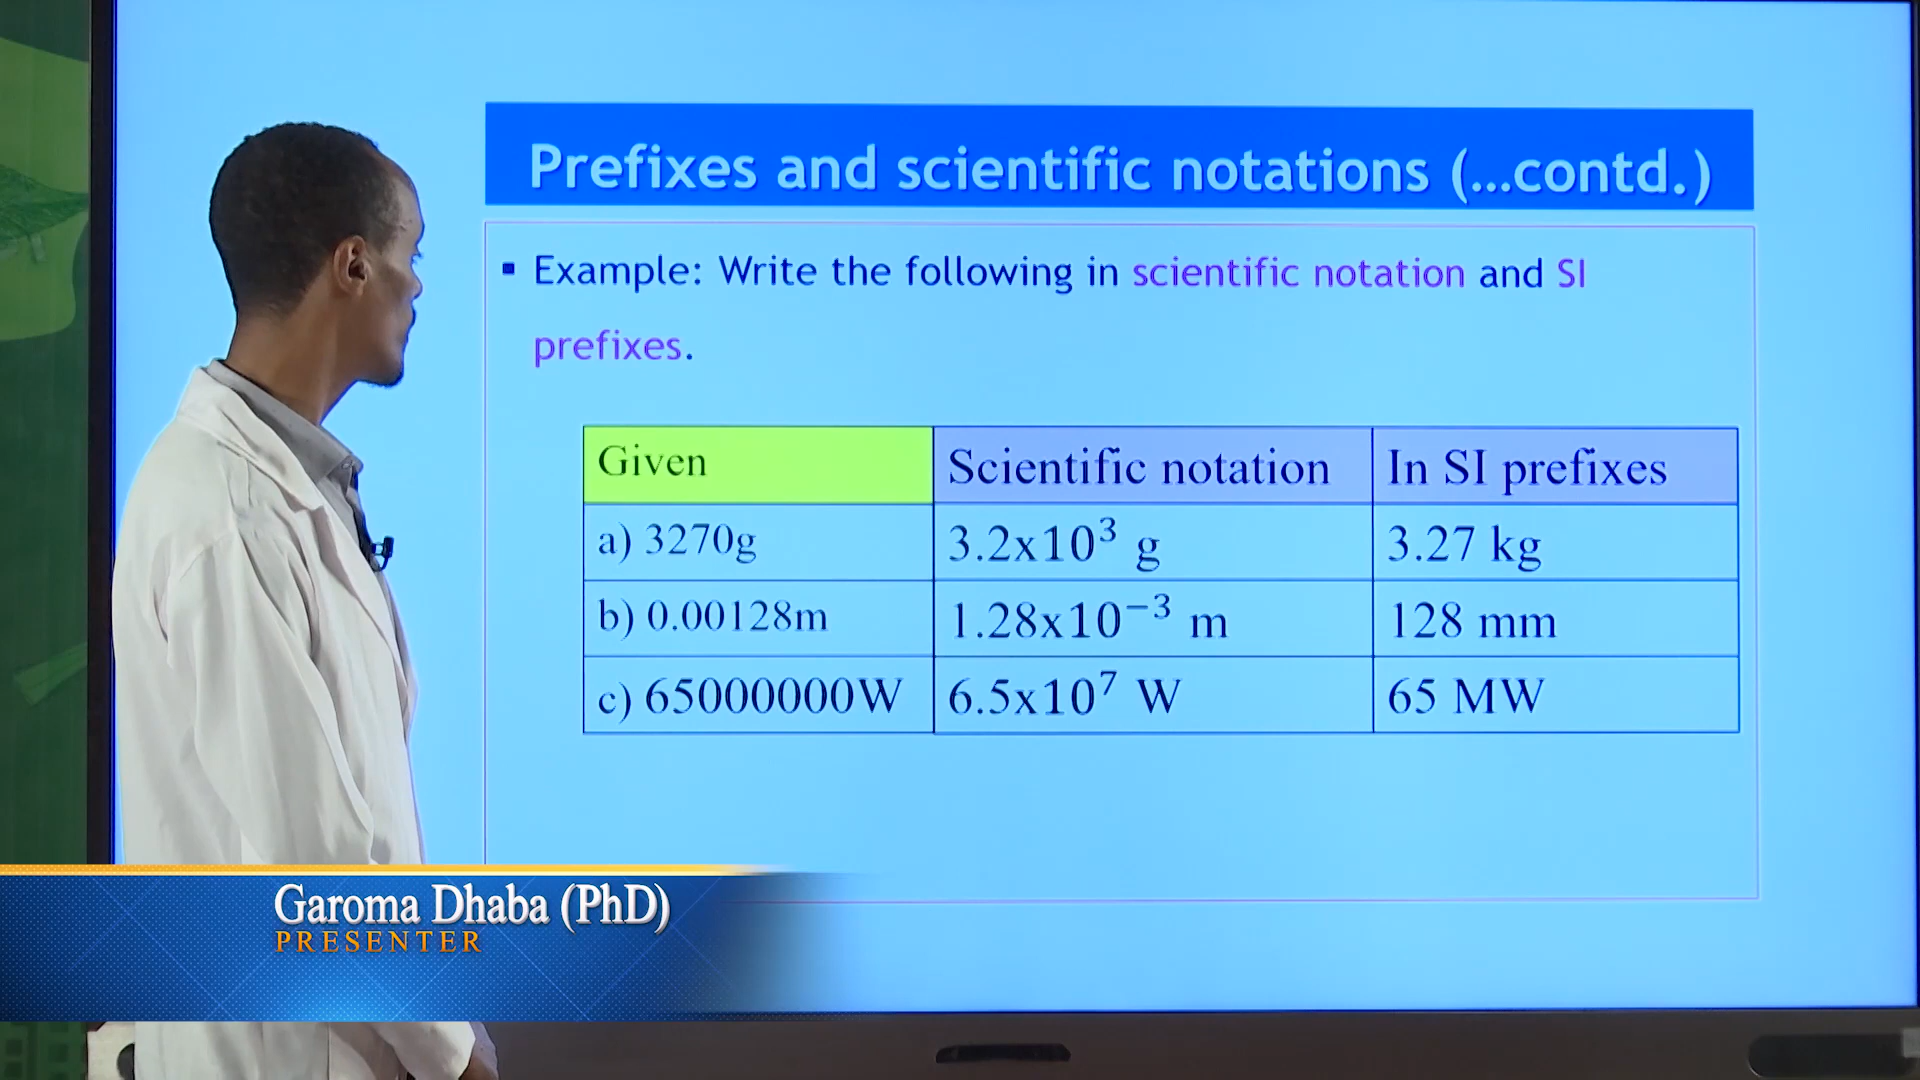 Prefixes and scientific notations (...contd.)
▪ Example: Write the following in scientific notation and SI
prefixes.
Given Scientific notation In SI prefixes
a) 3270g 3.2x10³ g 3.27 kg
b) 0.00128m 1.28x10⁻³ m 128 mm
c) 65000000W 6.5x10⁷ W 65 MW
Garoma Dhaba (PhD)
PRESENTER